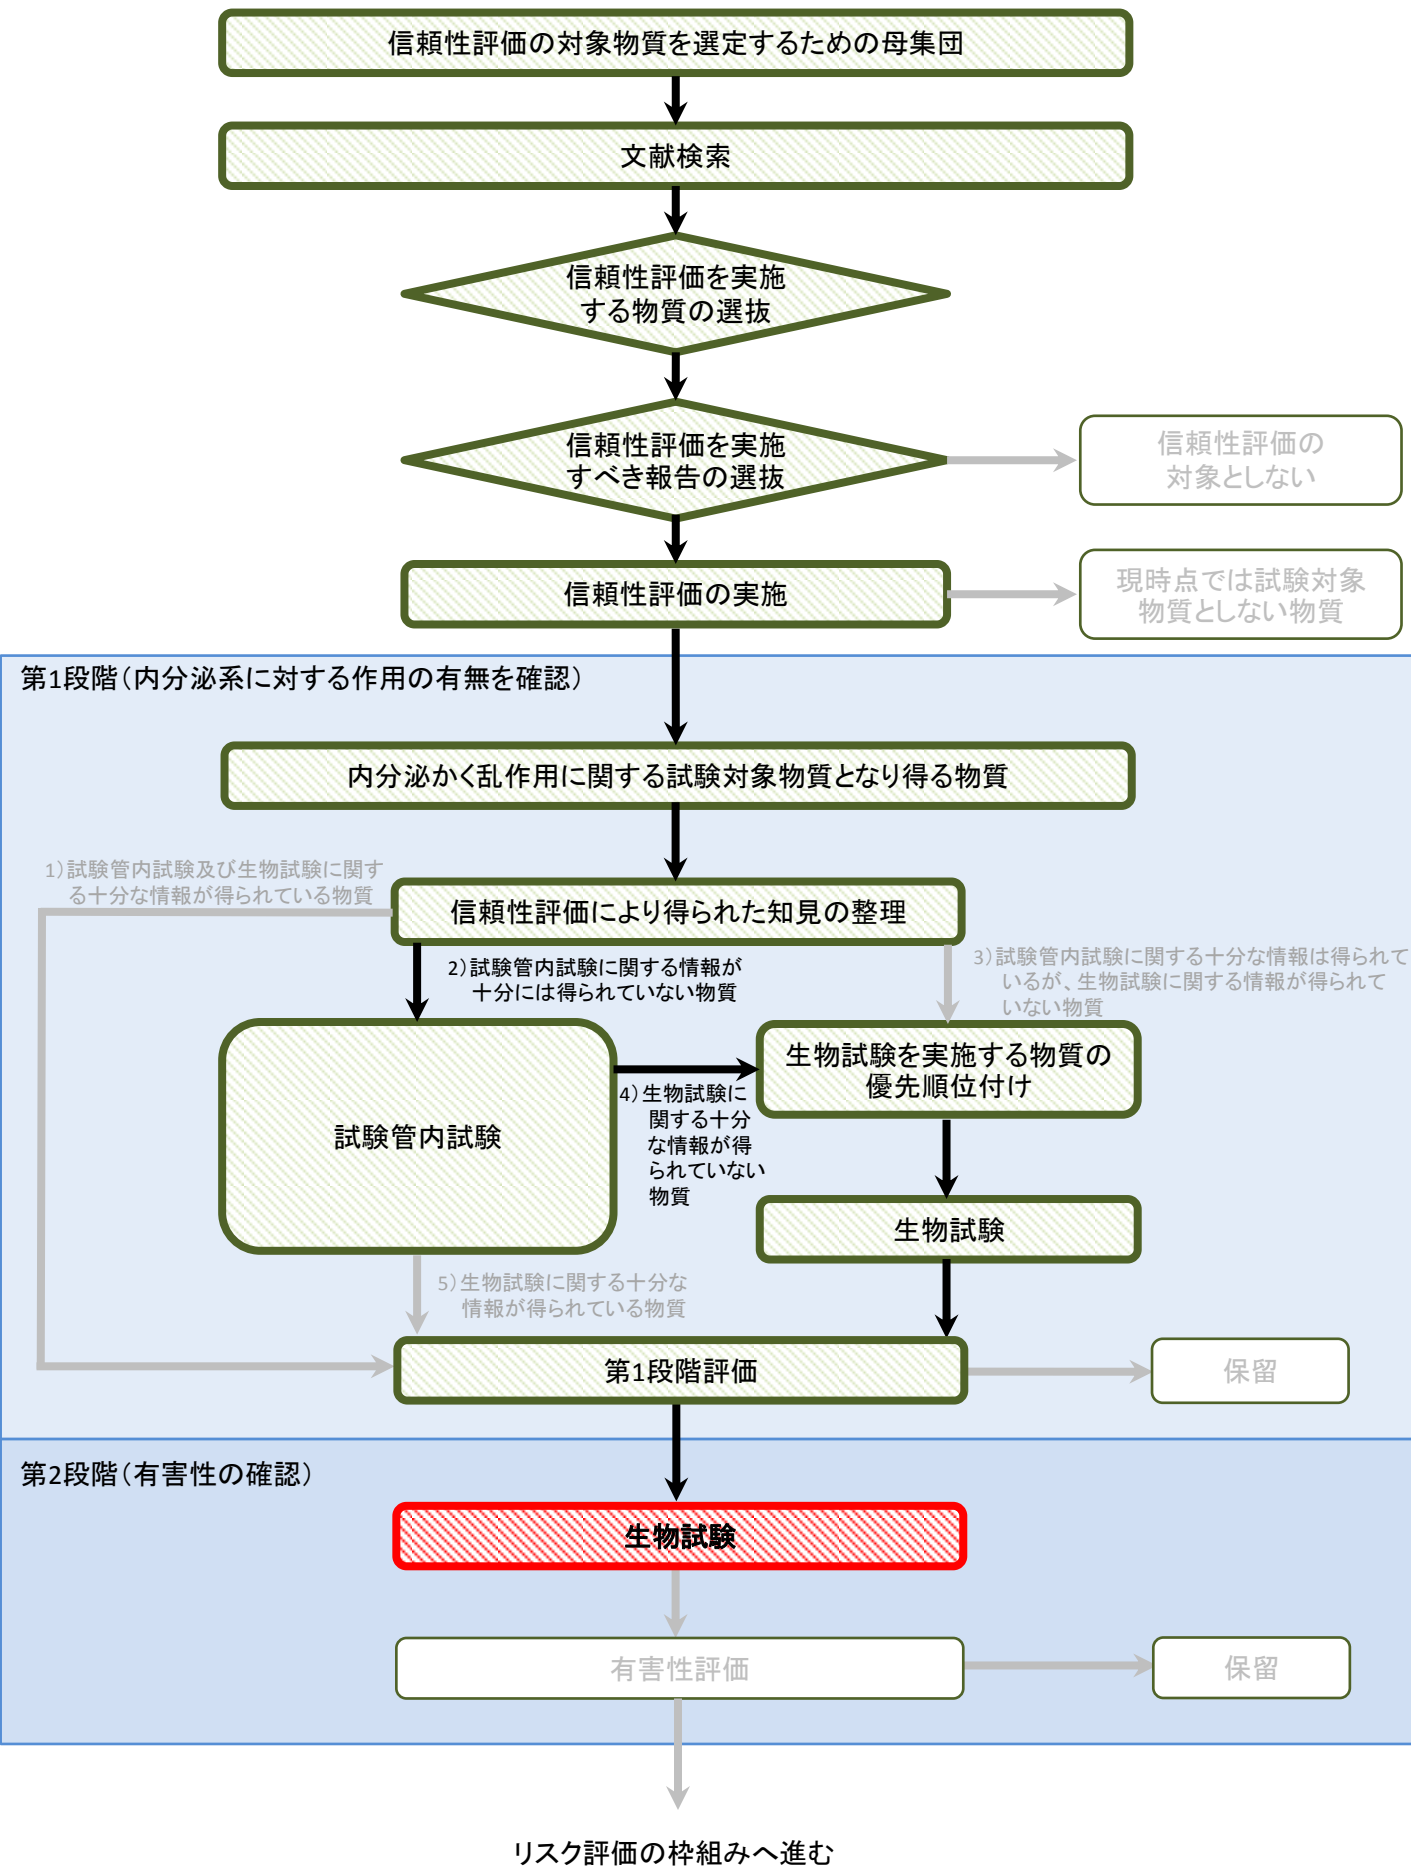 信頼性評価の対象物質を選定するための母集団
文献検索
信頼性評価を実施
する物質の選抜
信頼性評価を実施
すべき報告の選抜
信頼性評価の
対象としない
信頼性評価の実施
現時点では試験対象
物質としない物質
第1段階（内分泌系に対する作用の有無を確認）
内分泌かく乱作用に関する試験対象物質となり得る物質
1）試験管内試験及び生物試験に関す
る十分な情報が得られている物質
信頼性評価により得られた知見の整理
2）試験管内試験に関する情報が
十分には得られていない物質
3）試験管内試験に関する十分な情報は得られて
いるが、生物試験に関する情報が得られて
いない物質
試験管内試験
4）生物試験に
関する十分
な情報が得
られていない
物質
生物試験を実施する物質の
優先順位付け
生物試験
5）生物試験に関する十分な
情報が得られている物質
第1段階評価
保留
第2段階（有害性の確認）
生物試験
有害性評価
保留
リスク評価の枠組みへ進む